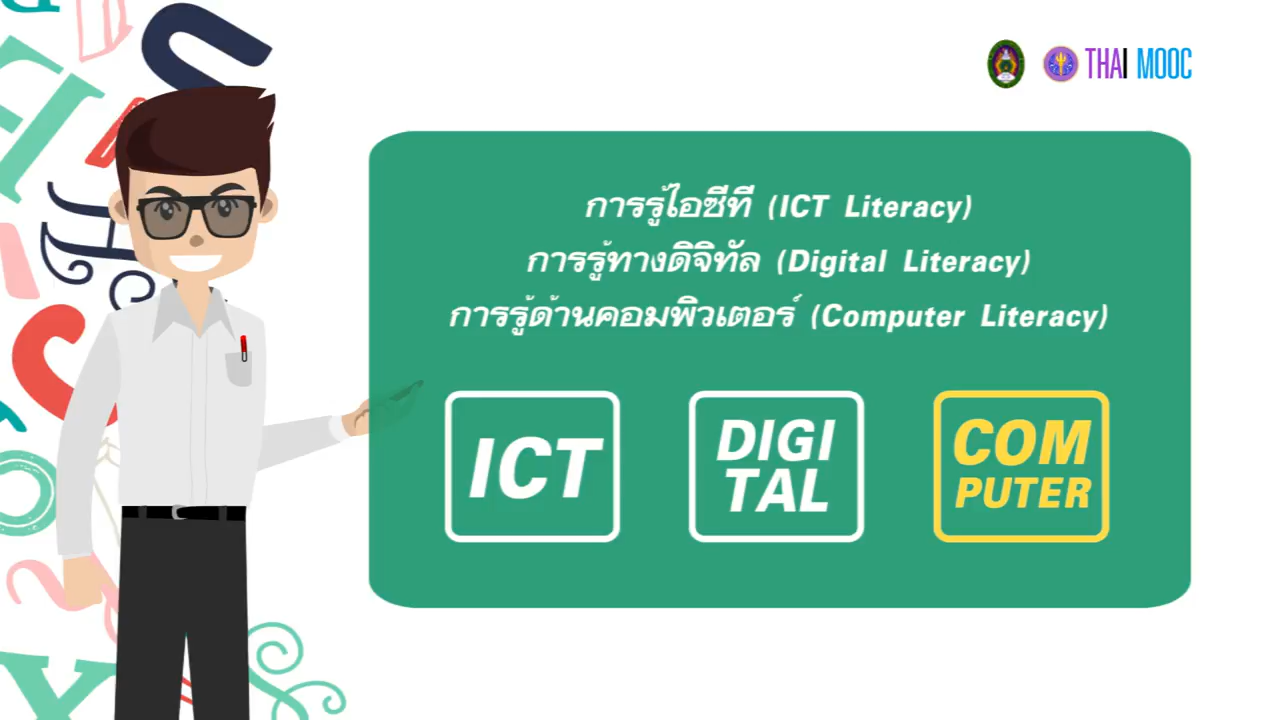 THAI MOOC
การรู้ไอซีที (ICT Literacy)
การรู้ทางดิจิทัล (Digital Literacy)
การรู้ด้านคอมพิวเตอร์ (Computer Literacy)
ICT
DIGI
TAL
COM
PUTER